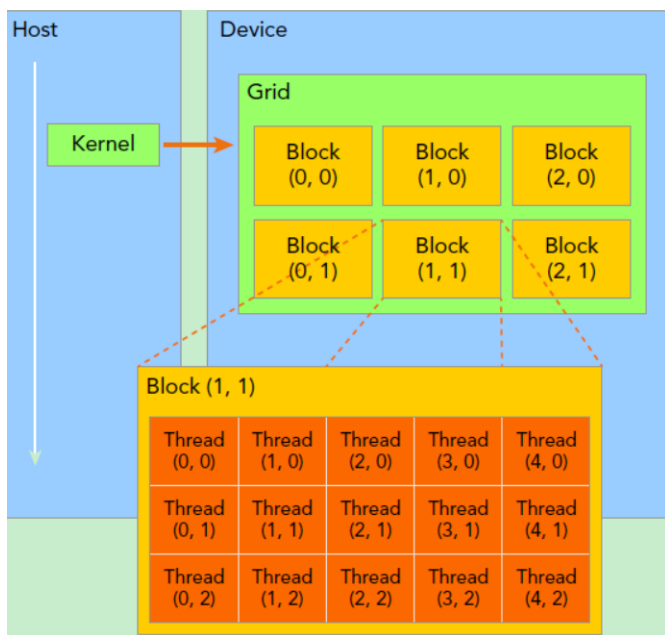 Host
Device
Grid
Kernel
Block
(0, 0)
Block
(1, 0)
Block
(2, 0)
Block
(0, 1)
Block
(1, 1)
Block
(2, 1)
Block (1, 1)
Thread
(0, 0)
Thread
(1, 0)
Thread
(2, 0)
Thread
(3, 0)
Thread
(4, 0)
Thread
(0, 1)
Thread
(1, 1)
Thread
(2, 1)
Thread
(3, 1)
Thread
(4, 1)
Thread
(0, 2)
Thread
(1, 2)
Thread
(2, 2)
Thread
(3, 2)
Thread
(4, 2)